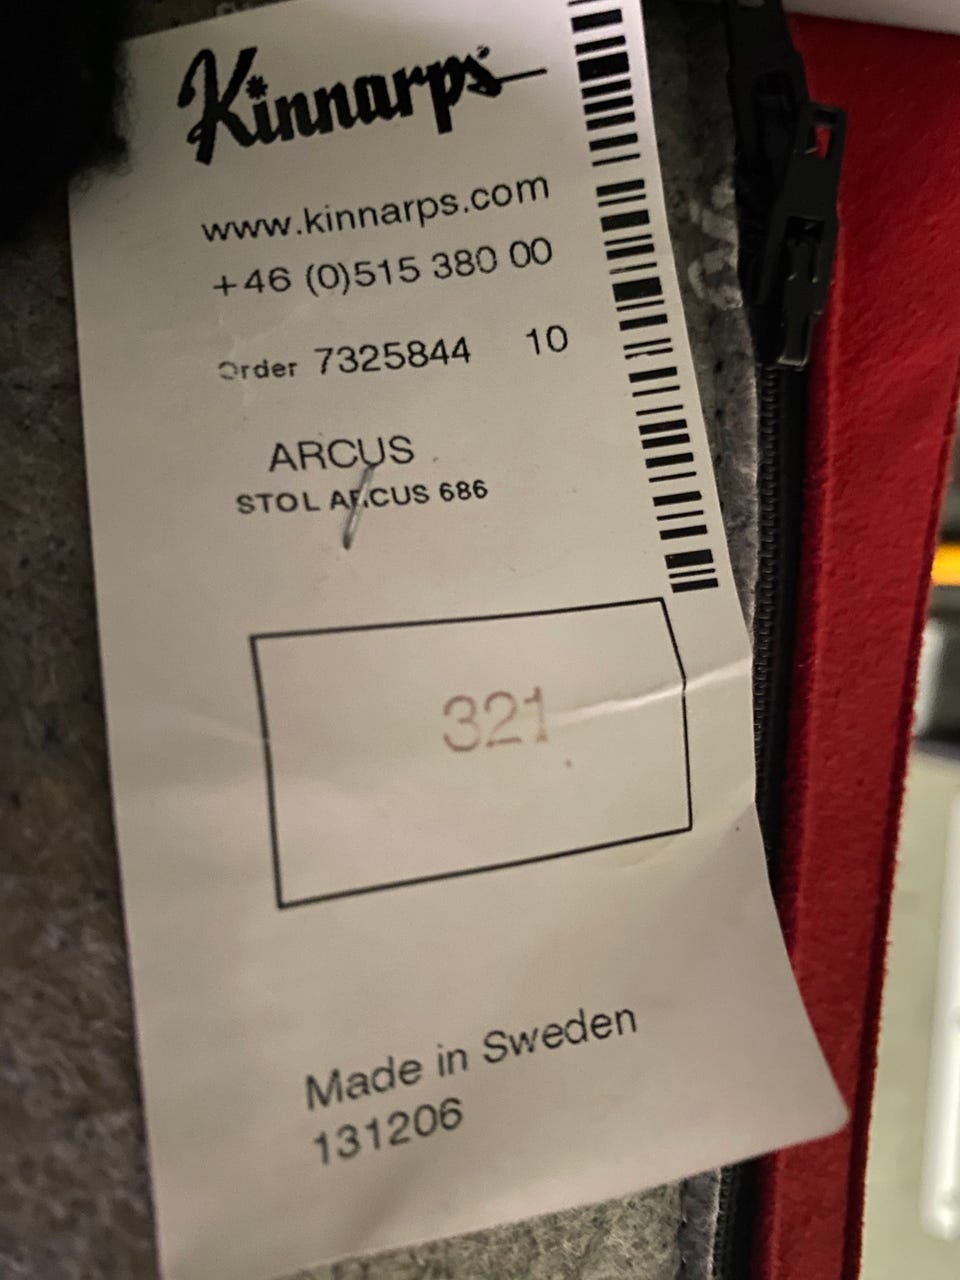 Kinnarps
www.kinnarps.com
+46 (0)515 380 00
Order 7325844 10
ARCUS
STOL ARCUS 686
321
Made in Sweden
131206